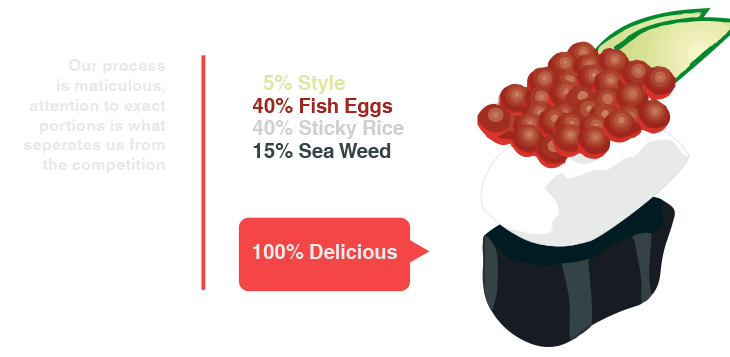 Our process
is maticulous,
attention to exact
portions is what
seperates us from
the competition
5% Style
40% Fish Eggs
40% Sticky Rice
15% Sea Weed
100% Delicious